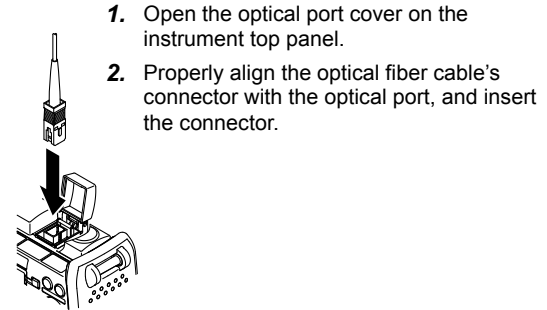 1. Open the optical port cover on the
instrument top panel.
2. Properly align the optical fiber cable's
connector with the optical port, and insert
the connector.